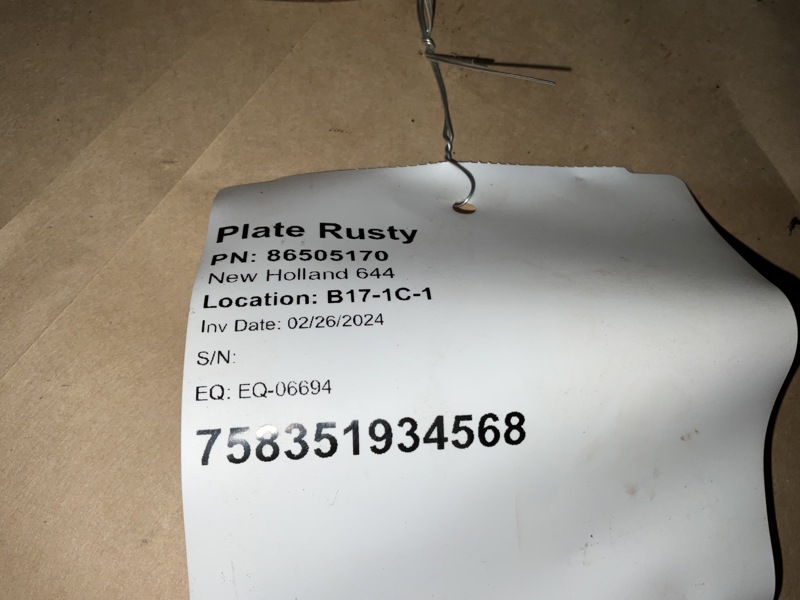 Plate Rusty
PN: 86505170
New Holland 644
Location: B17-1C-1
Inv Date: 02/26/2024
S/N:
EQ: EQ-06694
758351934568